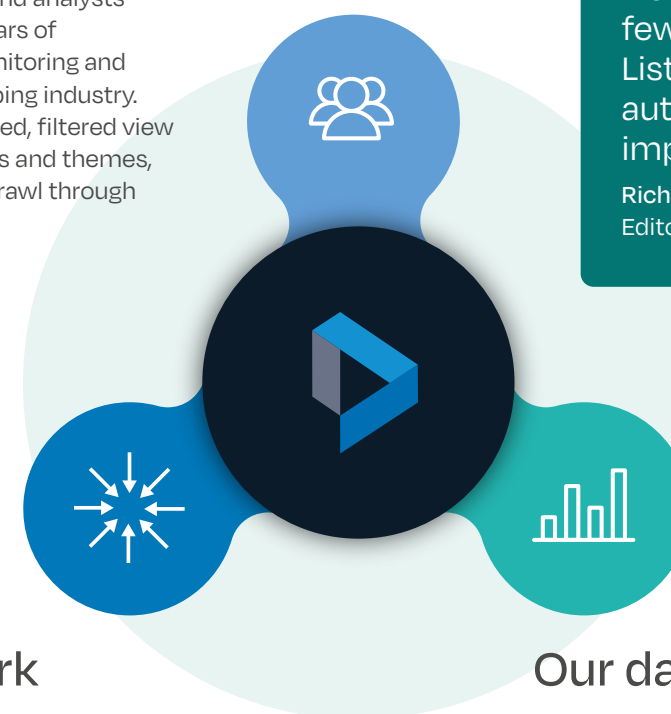 nd analysts
ars of
nitoring and
ping industry.
ed, filtered view
s and themes,
rawl through
few
List
aut
imp
Rich
Edito
rk
Our da